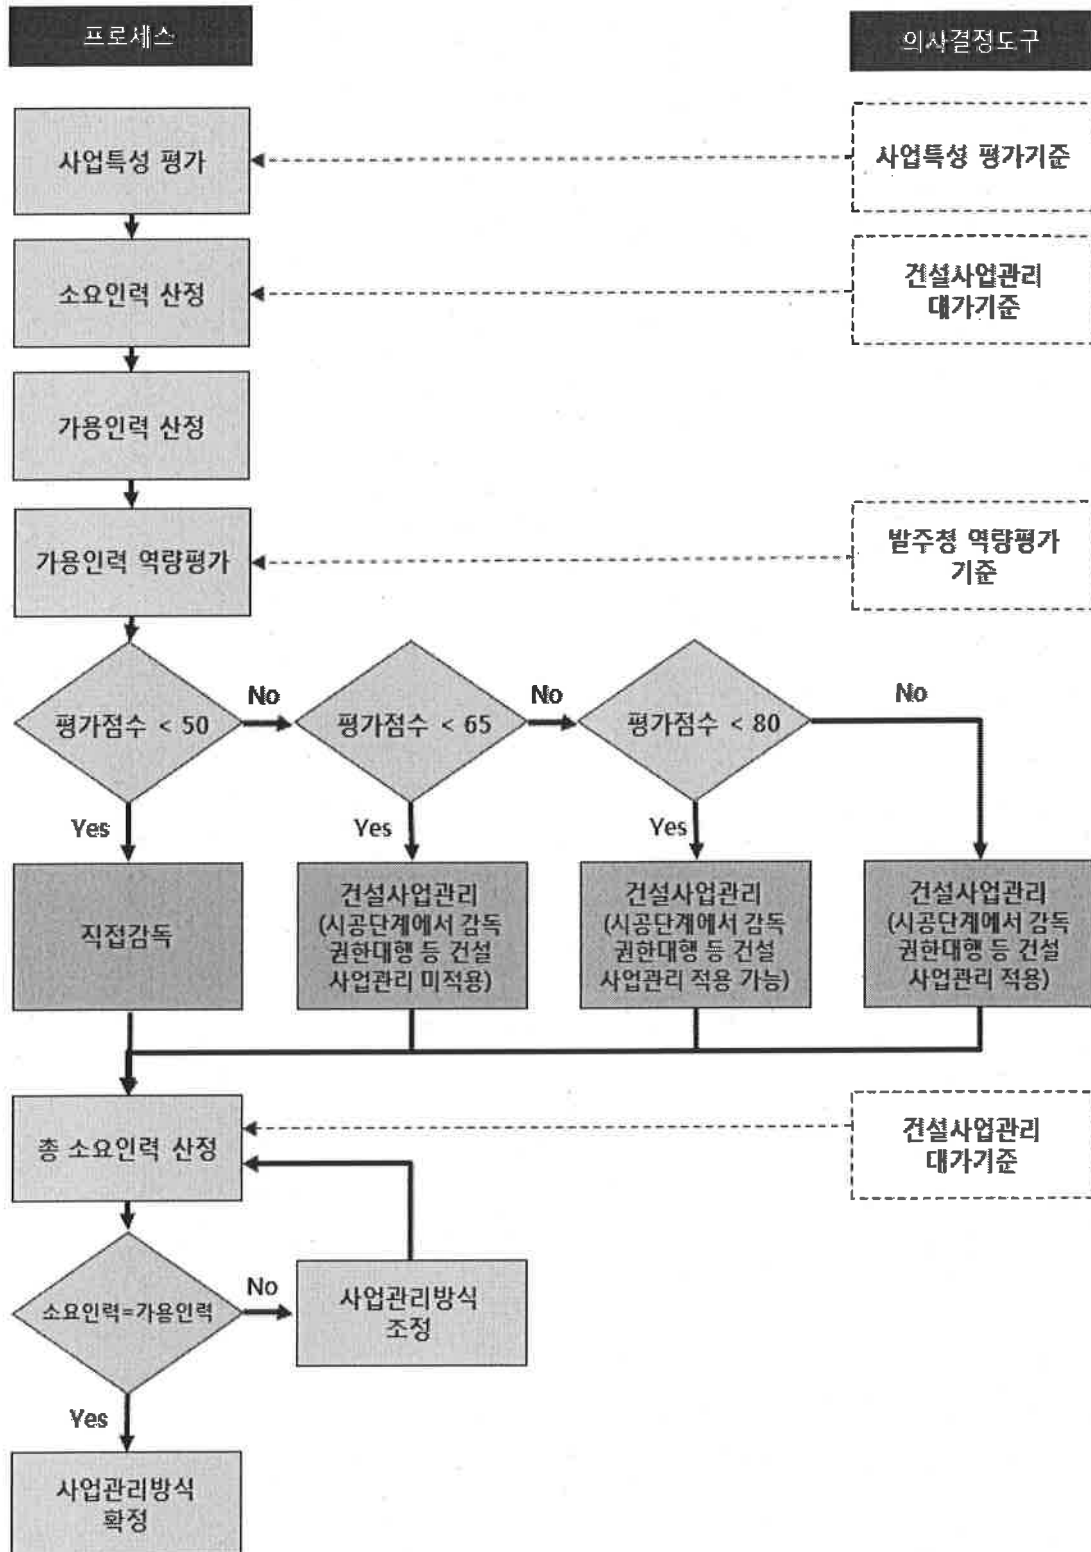 프로세스
의사결정도구
사업특성 평가
사업특성 평가기준
소요인력 산정
건설사업관리
대가기준
가용인력 산정
가용인력 역량평가
발주청 역량평가
기준
평가점수 < 50
No
평가점수 < 65
No
평가점수 < 80
No
Yes
Yes
Yes
직접감독
건설사업관리
(시공단계에서 감독
권한대행 등 건설
사업관리 미적용)
건설사업관리
(시공단계에서 감독
권한대행 등 건설
사업관리 적용 가능)
건설사업관리
(시공단계에서 감독
권한대행 등 건설
사업관리 적용)
총 소요인력 산정
건설사업관리
대가기준
소요인력=가용인력
No
사업관리방식
조정
Yes
사업관리방식
확정